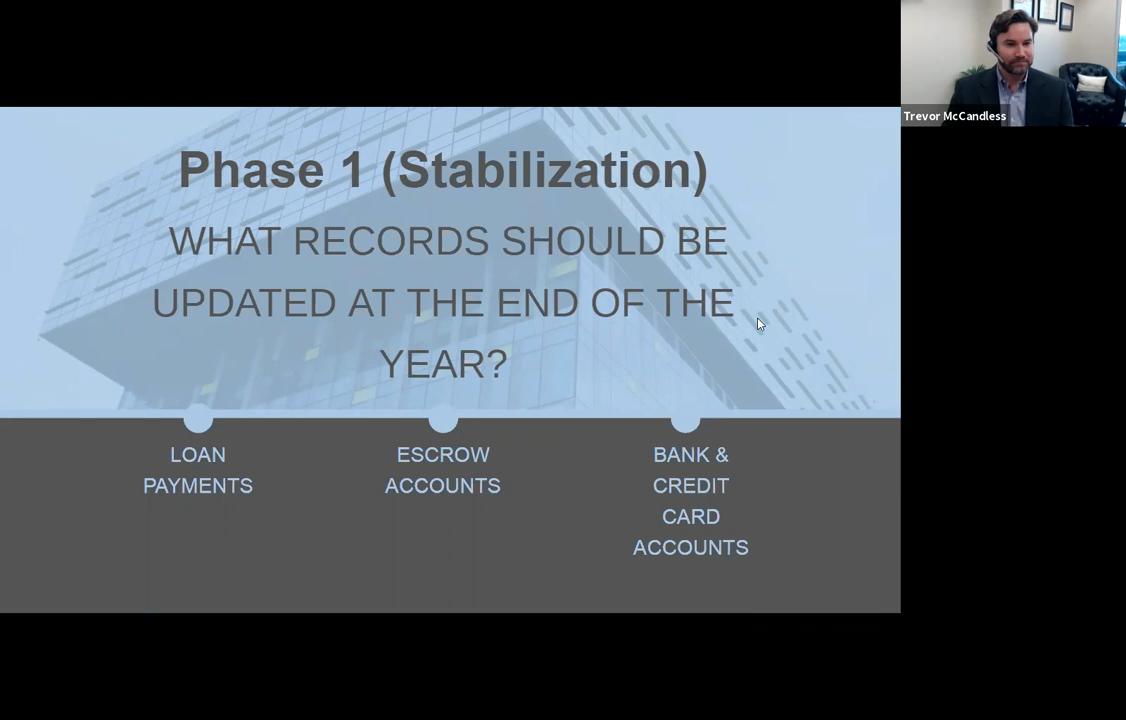 Trevor McCandless
Phase 1 (Stabilization)
WHAT RECORDS SHOULD BE
UPDATED AT THE END OF THE
YEAR?
LOAN
PAYMENTS
ESCROW
ACCOUNTS
BANK &
CREDIT
CARD
ACCOUNTS